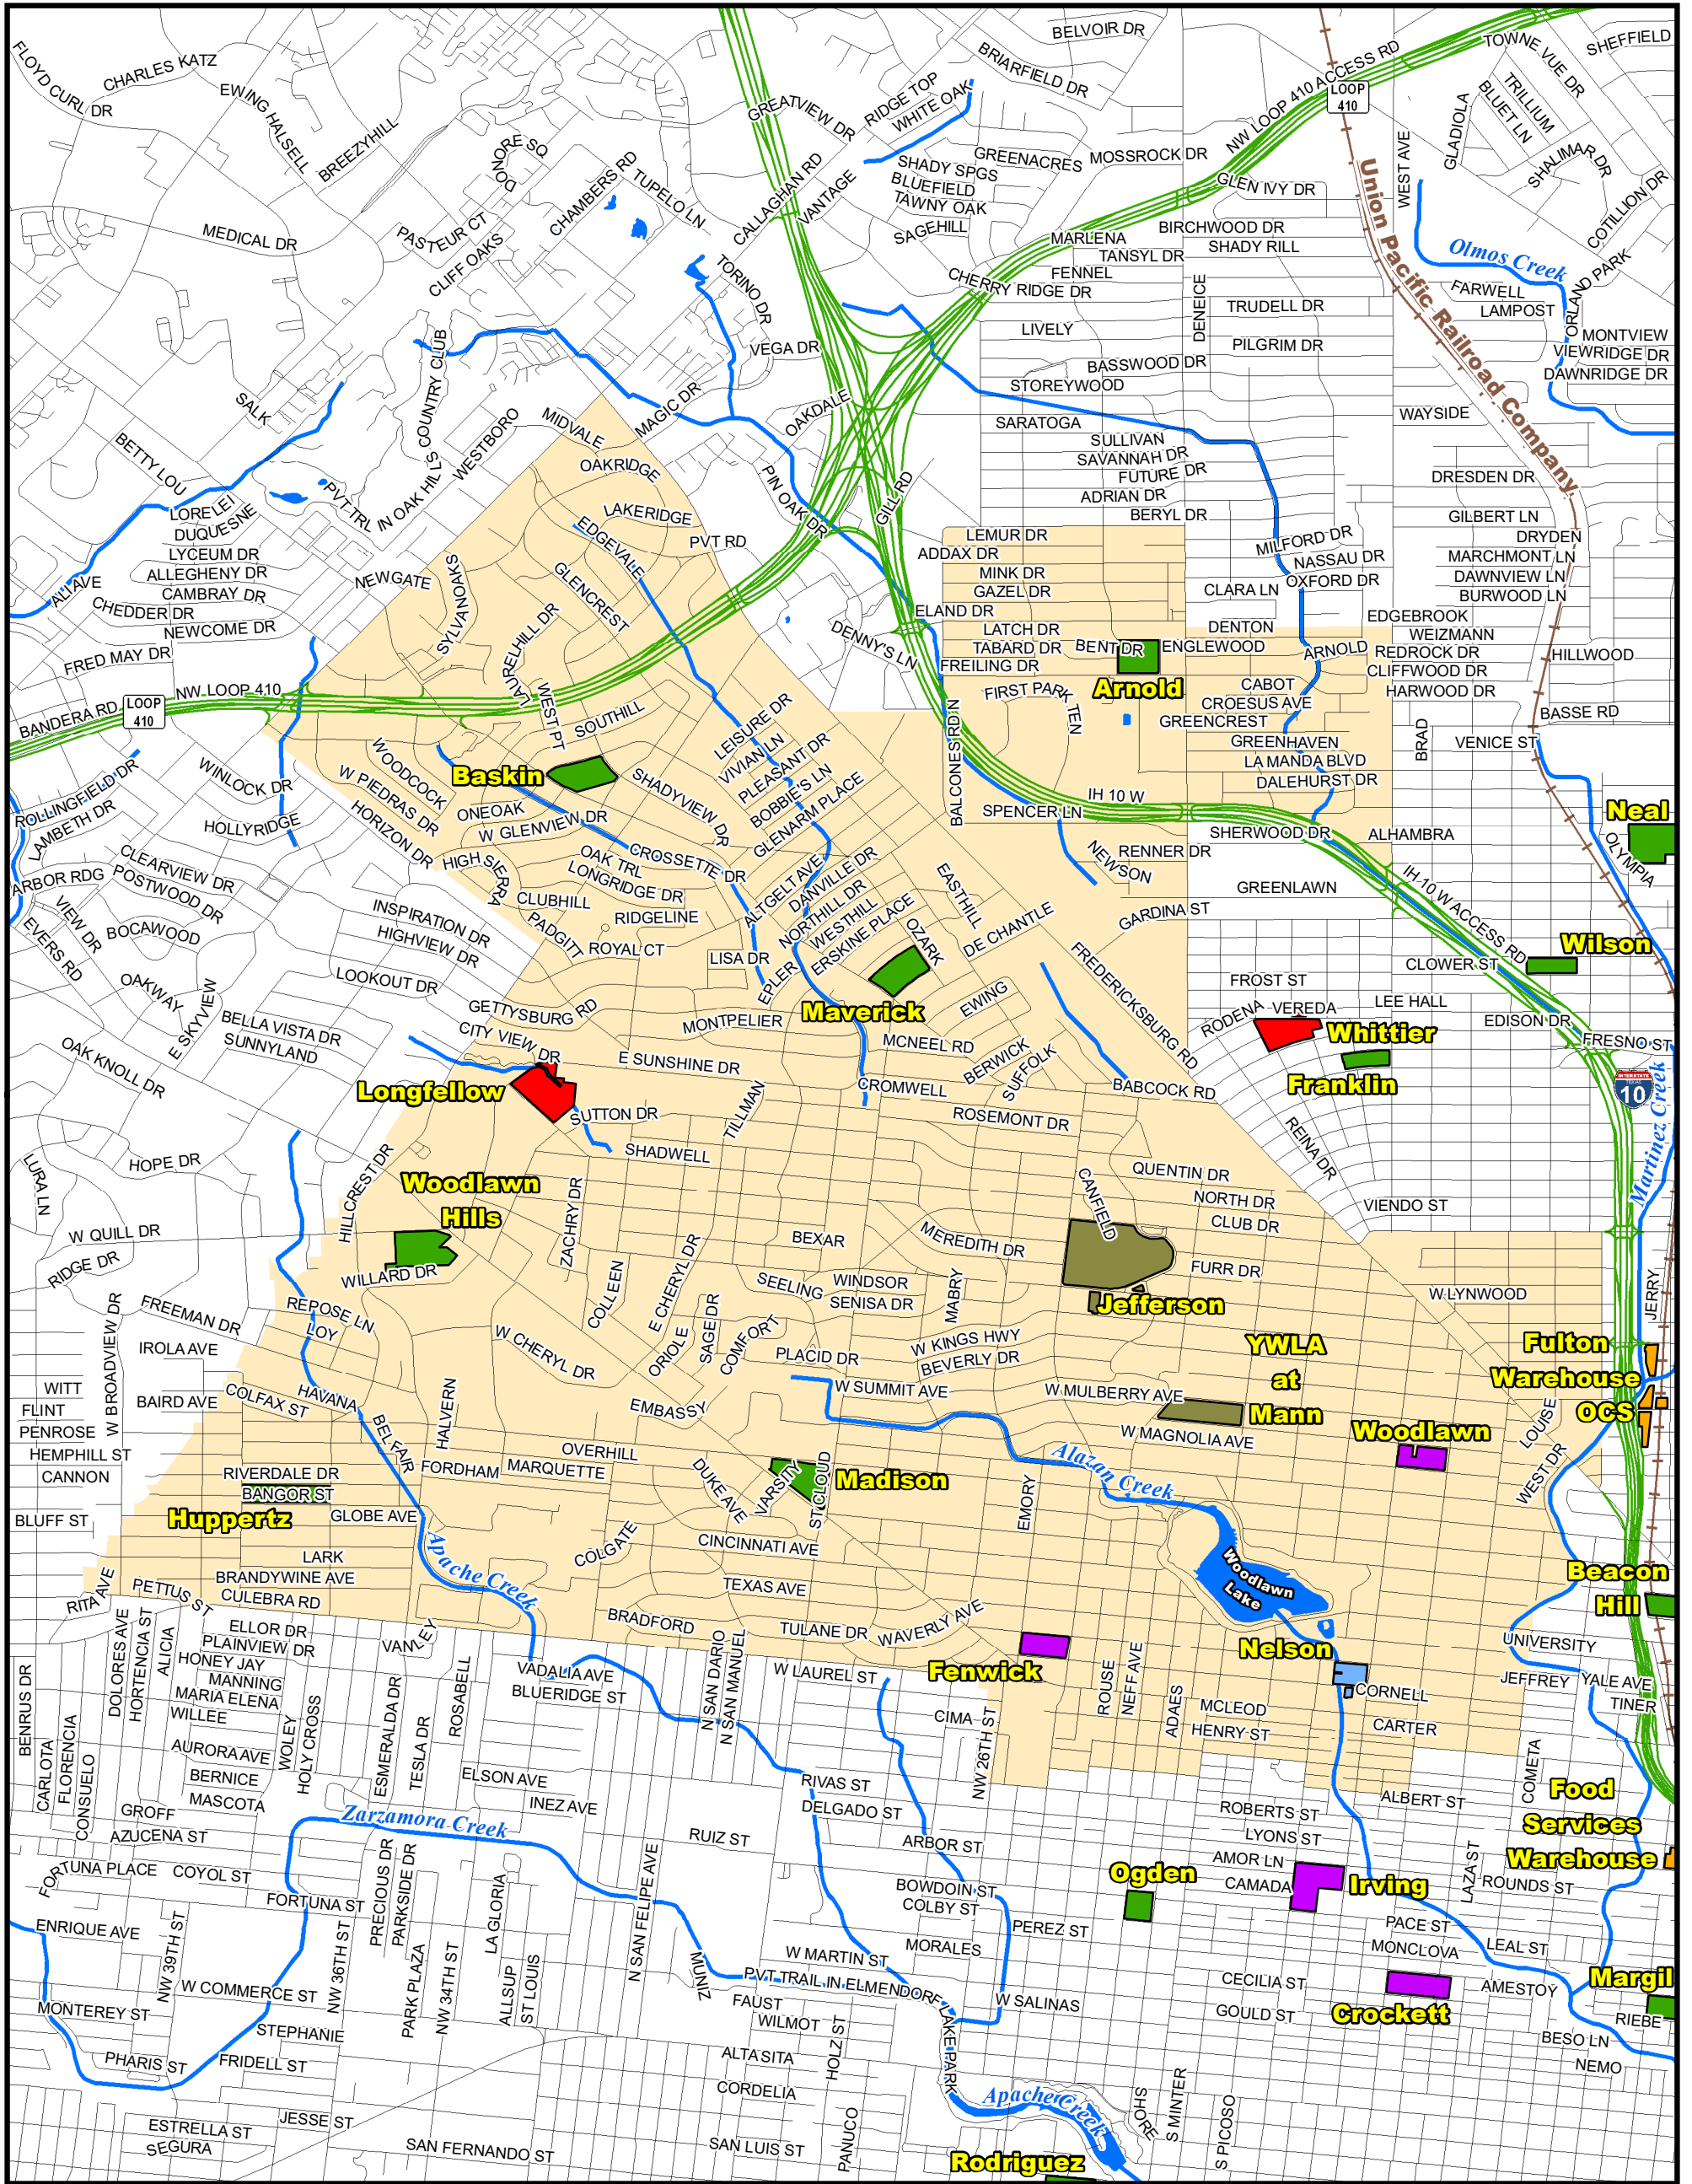 BELVOIR DR
TOWNE VUE DR
SHEFFIELD
FLOYD CURL DR
CHARLES KATZ
BRIARFIELD DR
NW LOOP 410 ACCESS RD
LOOP
410
EWING HALSELL
BREEZYHILL
GREATVIEW DR
RIDGE TOP
WHITE OAK
TRILLIUM
BLUET LN
GLADIOLA
WEST AVE
SHALIMAR DR
COTILLION DR
NORE SQ
DON
CHAMBERS RD
TUPELO LN
CALLAGHAN RD
VANTAGE
SHADY SPGS
GREENACRES
MOSSROCK DR
BLUEFIELD
TAWNY OAK
SAGEHILL
GLEN IVY DR
Union Pacific Railroad Company
MEDICAL DR
PASTEUR CT
CLIFF OAKS
MARLENA
BIRCHWOOD DR
SHADY RILL
TANSYL DR
FENNEL
CHERRY RIDGE DR
Olmos Creek
ORLAND PARK
FARWELL
LAMPOST
TORINO DR
DENEICE
TRUDELL DR
LIVELY
VEGA DR
PILGRIM DR
MONTVIEW
VIEWRIDGE DR
DAWNRIDGE DR
BASSWOOD DR
STOREYWOOD
SALK
PVT TRL IN OAK HILLS COUNTRY CLUB
WESTBORO
MIDVALE
MAGIC DR
OAKDALE
SARATOGA
WAYSIDE
BETTY LOU
OAKRIDGE
SULLIVAN
SAVANNAH DR
FUTURE DR
DRESDEN DR
PIN OAK DR
GILL RD
ADRIAN DR
BERYL DR
LORELEI
DUQUESNE
LAKERIDGE
EDGEVALE
PVT RD
GILBERT LN
DRYDEN
LYCEUM DR
LEMUR DR
ADDAX DR
MILFORD DR
NASSAU DR
MARCHMONT LN
ALLEGHENY DR
MINK DR
OXFORD DR
DAWNVIEW LN
ALI AVE
CAMBRAY DR
NEWGATE
SYLVANOAKS
GLENCREST
GAZEL DR
CLARA LN
BURWOOD LN
CHEDDER DR
LAURELHILL DR
ELAND DR
EDGEBROOK
NEWCOME DR
DENNY'S LN
LATCH DR
DENTON
WEIZMANN
FRED MAY DR
TABARD DR
BENT DR
ENGLEWOOD
ARNOLD
REDROCK DR
HILLWOOD
FREILING DR
Arnold
CLIFFWOOD DR
NW LOOP 410
LOOP
410
BANDERA RD
WEST PT
FIRST PARK TEN
CABOT
HARWOOD DR
CROESUS AVE
BASSE RD
SOUTHILL
LEISURE DR
BALCONES RD N
GREENCREST
BRAD
VENICE ST
WOODCOCK
VIVIAN LN
GREENHAVEN
Baskin
PLEASANT DR
LA MANDA BLVD
ROLLINGFIELD DR
WINLOCK DR
W PIEDRAS DR
SHADYVIEW DR
BOBBIE'S LN
DALEHURST DR
LAMBETH DR
HOLLYRIDGE
HORIZON DR
ONEOAK
W GLENVIEW DR
GLENARM PLACE
IH 10 W
SPENCER LN
Neal
SHERWOOD DR
ALHAMBRA
OLYMPIA
CLEARVIEW DR
HIGH SIERRA
OAK TRL
CROSSETTE DR
RENNER DR
NEWSON
ARBOR RDG
POSTWOOD DR
LONGRIDGE DR
DANVILLE DR
ALTGELT AVE
EASTHILL
GREENLAWN
IH 10 W ACCESS RD
VIEW DR
INSPIRATION DR
CLUBHILL
NORTHILL DR
WESTHILL
GARDINA ST
EVERS RD
BOCAWOOD
HIGHVIEW DR
PADGITT
RIDGELINE
ERSKINE PLACE
OZARK
DE CHANTLE
ROYAL CT
LISA DR
EPLER
FREDERICKSBURG RD
Wilson
CLOWER ST
OAKWAY
E SKYVIEW
LOOKOUT DR
FROST ST
GETTYSBURG RD
MONTPELIER
Maverick
EWING
RODENA
VEREDA
LEE HALL
EDISON DR
BELLA VISTA DR
CITY VIEW DR
Whittier
FRESNO ST
SUNNYLAND
E SUNSHINE DR
MCNEEL RD
BERWICK
SUFFOLK
OAK KNOLL DR
Longfellow
CROMWELL
BABCOCK RD
Franklin
INTERSTATE
TEXAS
10
Martinez Creek
SUTTON DR
TILLMAN
ROSEMONT DR
REINA DR
SHADWELL
LURA LN
HOPE DR
HILLCREST DR
Woodlawn
Hills
CANFIELD
QUENTIN DR
NORTH DR
VIENDO ST
CLUB DR
W QUILL DR
ZACHRY DR
BEXAR
MEREDITH DR
RIDGE DR
WILLARD DR
COLLEEN
E CHERYL DR
SEELING
WINDSOR
SENISA DR
MABRY
FURR DR
Jefferson
W LYNWOOD
JERRY
FREEMAN DR
W BROADVIEW DR
REPOSE LN
LOY
ORIOLE
SAGE DR
COMFORT
W KINGS HWY
YWLA
at
Mann
Fulton
Warehouse
OCS
IROLA AVE
W CHERYL DR
PLACID DR
BEVERLY DR
WITT
FLINT
BAIRD AVE
COLFAX ST
HAVANA
W SUMMIT AVE
W MULBERRY AVE
LOUISE
PENROSE
BELFAIR
HALVERN
EMBASSY
W MAGNOLIA AVE
Woodlawn
HEMPHILL ST
OVERHILL
Alazan Creek
WEST DR
CANNON
RIVERDALE DR
FORDHAM
MARQUETTE
DUKE AVE
VARSITY
ST CLOUD
Madison
EMORY
BANGOR ST
BLUFF ST
Huppertz
GLOBE AVE
Apache Creek
COLGATE
CINCINNATI AVE
Woodlawn
Lake
LARK
BRANDYWINE AVE
TEXAS AVE
Beacon
Hill
RITA AVE
PETTUS ST
CULEBRA RD
BRADFORD
TULANE DR
WAVERLY AVE
DOLORES AVE
HORTENCIA ST
ALICIA
ELLOR DR
VANLEY
Nelson
UNIVERSITY
PLAINVIEW DR
HONEY JAY
ROSABELL
VADALIA AVE
N SAN DARIO
N SAN MANUEL
W LAUREL ST
Fenwick
ROUSE
NEFF AVE
JEFFREY
YALE AVE
BENRUS DR
MANNING
MARIA ELENA
BLUERIDGE ST
CORNELL
TINER
WILLEE
WOLEY
HOLY CROSS
ESMERALDA DR
TESLA DR
CIMA
NW 26TH ST
ADAES
MCLEOD
HENRY ST
CARTER
CARLOTA
FLORENCIA
CONSUELO
AURORA AVE
BERNICE
ELSON AVE
RIVAS ST
COMETA
Food
Services
Warehouse
MASCOTA
INEZ AVE
DELGADO ST
ALBERT ST
GROFF
Zarzamora Creek
ROBERTS ST
AZUCENA ST
RUIZ ST
ARBOR ST
LYONS ST
LAZA ST
FORTUNA PLACE
COYOL ST
PRECIOUS DR
PARKSIDE DR
LA GLORIA
N SAN FELIPE AVE
Ogden
AMOR LN
CAMADA
Irving
ROUNDS ST
FORTUNA ST
BOWDOIN ST
COLBY ST
ENRIQUE AVE
NW 39TH ST
NW 36TH ST
PARK PLAZA
NW 34TH ST
ALLSUP
ST LOUIS
PEREZ ST
PACE ST
MORALES
MONCLOVA
LEAL ST
MUNIZ
W MARTIN ST
PVT TRAIL IN ELMENDORF LAKE PARK
W COMMERCE ST
CECILIA ST
AMESTOY
Margil
MONTEREY ST
FAUST
W SALINAS
GOULD ST
Crockett
RIEBE
STEPHANIE
WILMOT
HOLZ ST
BESO LN
PHARIS ST
FRIDELL ST
ALTA SITA
NEMO
CORDELIA
S MINTER
Apache Creek
SHORE
S PICOSO
ESTRELLA ST
JESSE ST
SEGURA
SAN FERNANDO ST
SAN LUIS ST
PANUCO
Rodriguez